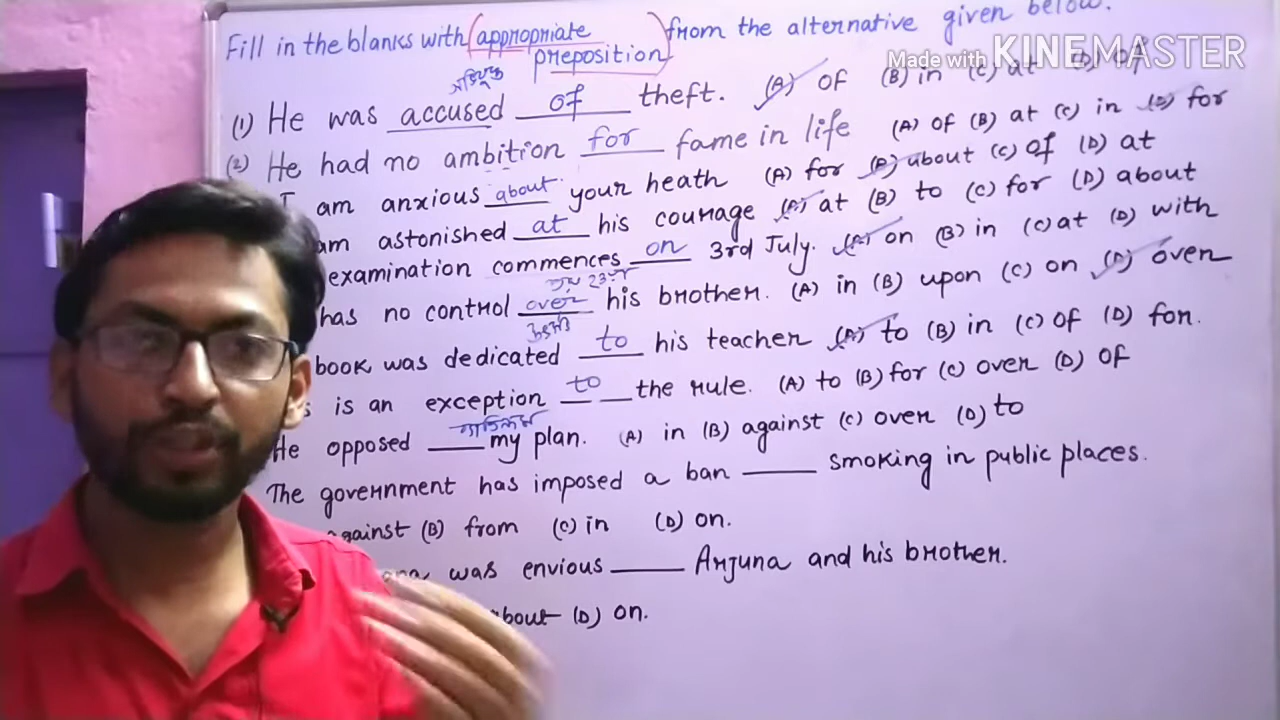 Fill in the blanks with (appropriate preposition) from the alternative given below.
Made with KINEMASTER
(1) He was accused of theft. (A) of (B) in (C) at (D) of
(2) He had no ambition for fame in life (A) of (B) at (C) in (D) for
I am anxious about your heath (A) for (B) about (C) of (D) at
am astonished at his courage (A) at (B) to (C) for (D) about
examination commences on 3rd July. (A) on (B) in (C) at (D) with
has no control over his brother. (A) in (B) upon (C) on (D) over
book was dedicated to his teacher (A) to (B) in (C) of (D) for.
is an exception to the rule. (A) to (B) for (C) over (D) of
He opposed ___ my plan. (A) in (B) against (C) over (D) to
The government has imposed a ban ___ smoking in public places.
against (B) from (C) in (D) on.
was envious ___ Arjuna and his brother.
about (D) on.